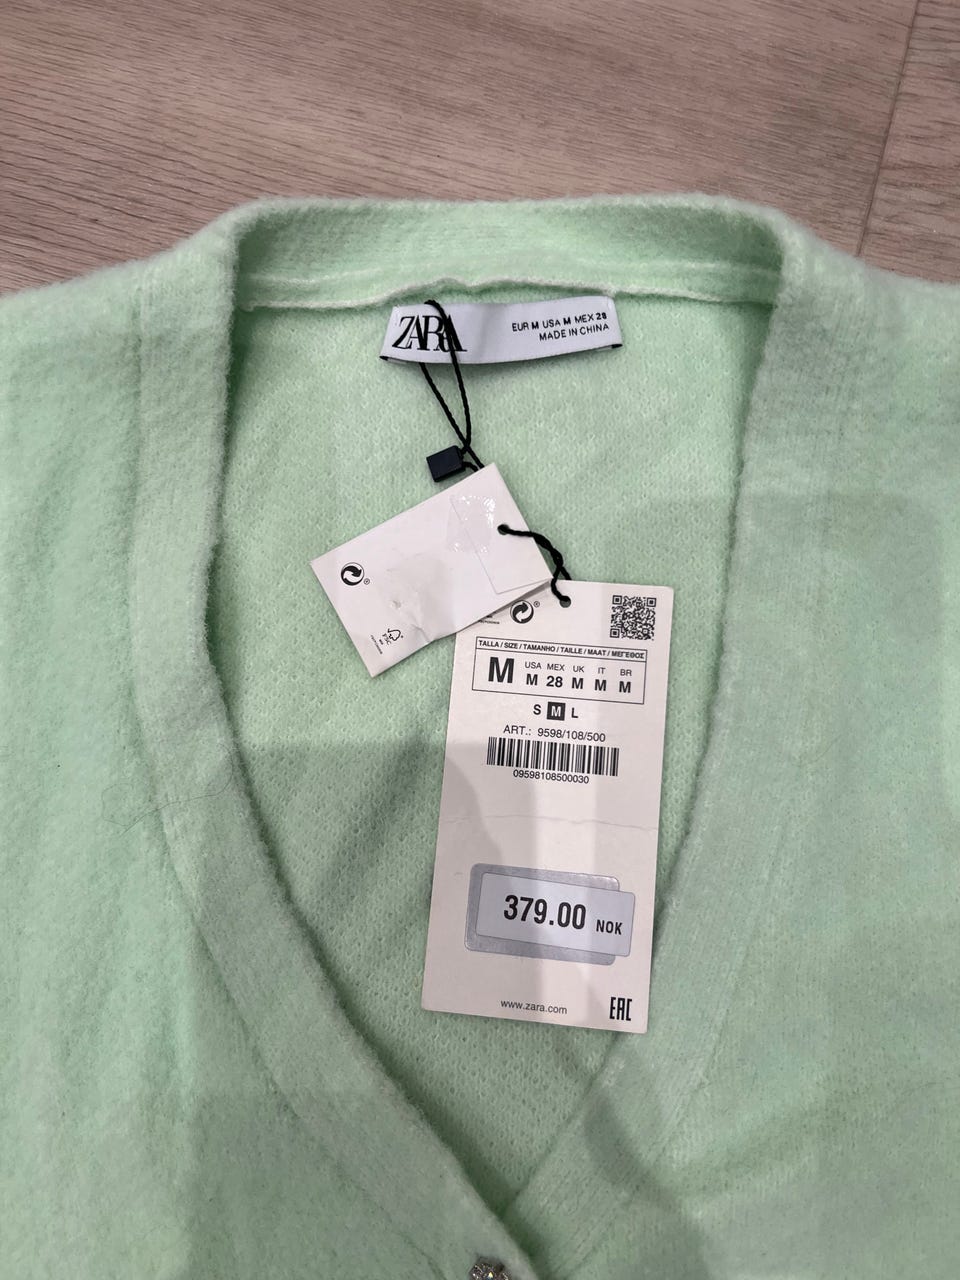 ZARA
EUR M USA M MEX 28
MADE IN CHINA
TALLA / SIZE / TAMANHO / TAILLE / MAAT / ΜΕΓΕΘΟΣ
M
USA MEX UK IT BR
M 28 M M M
S M L
ART.: 9598/108/500
09598108500030
379.00 NOK
www.zara.com
EAC